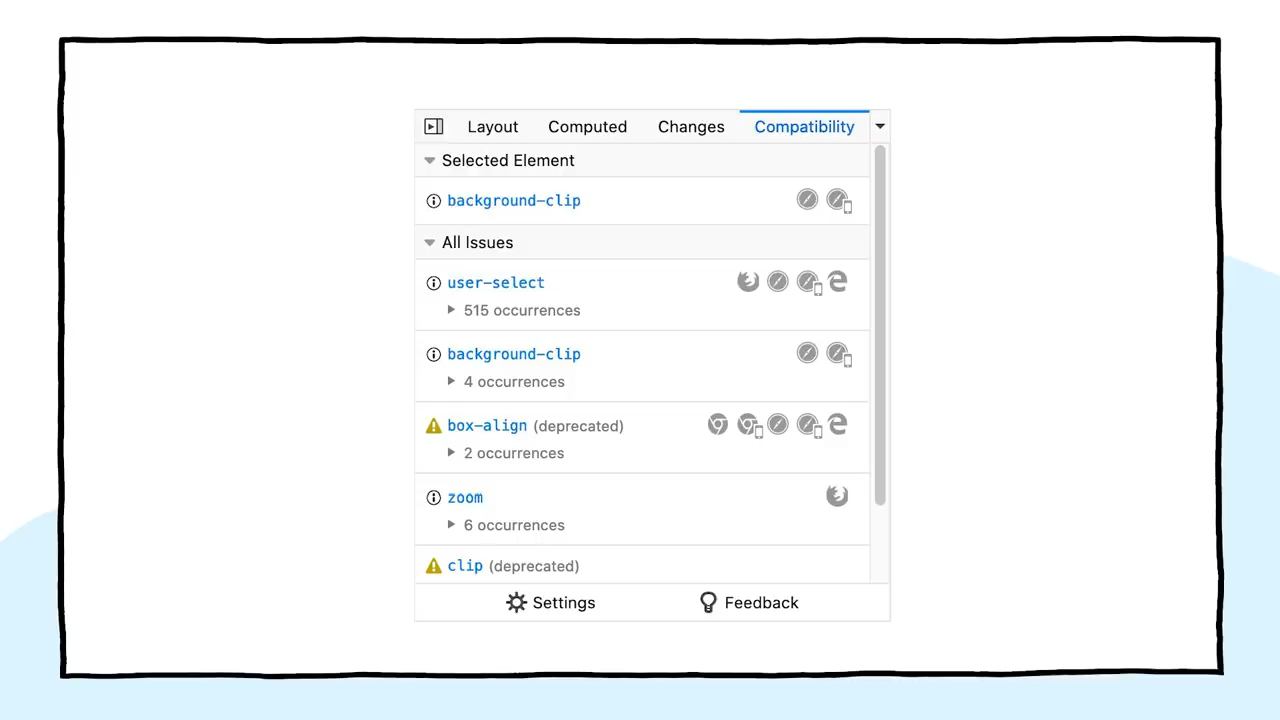 Layout Computed Changes Compatibility
Selected Element
background-clip
All Issues
user-select
515 occurrences
background-clip
4 occurrences
box-align (deprecated)
2 occurrences
zoom
6 occurrences
clip (deprecated)
Settings Feedback